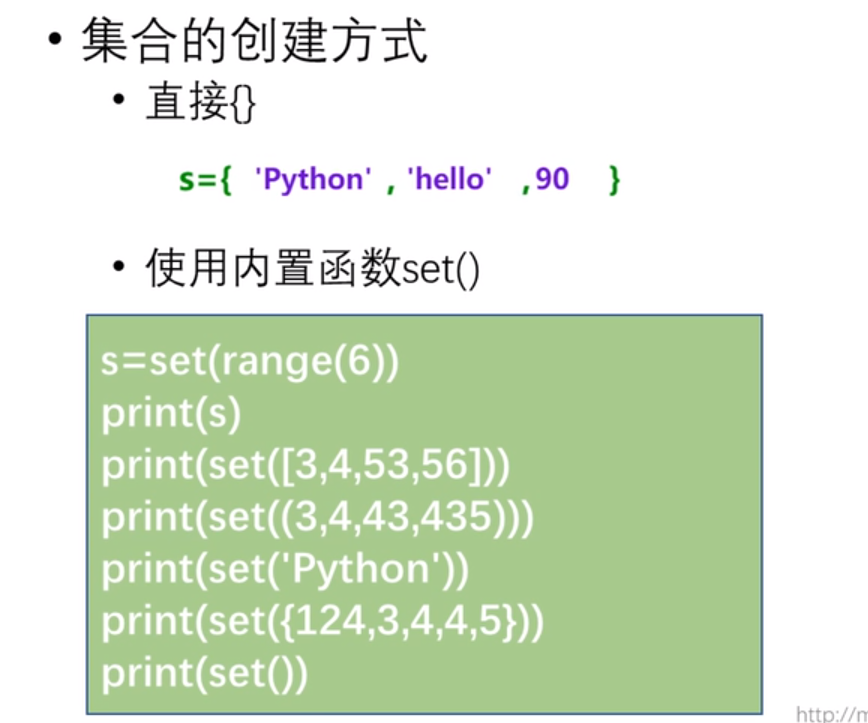 • 集合的创建方式
• 直接{}
s={ 'Python' , 'hello' ,90 }
• 使用内置函数set()
s=set(range(6))
print(s)
print(set([3,4,53,56]))
print(set((3,4,43,435)))
print(set('Python'))
print(set({124,3,4,4,5}))
print(set())
http://m